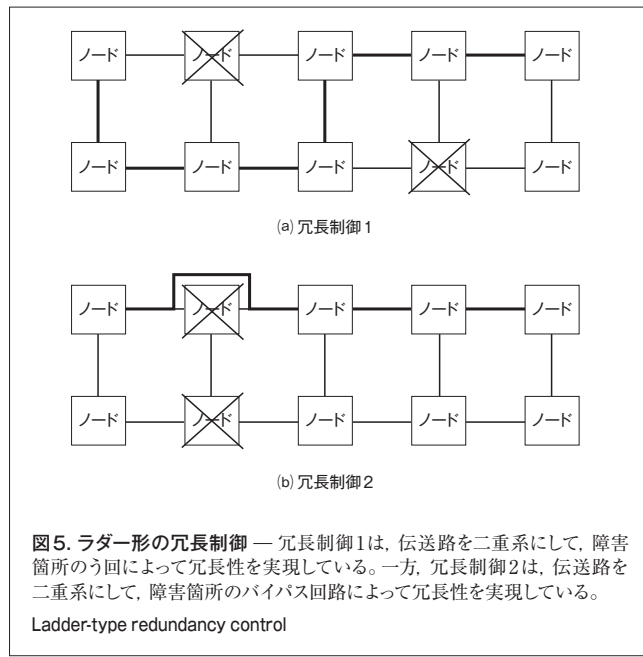 ノード ノード ノード ノード ノード
ノード ノード ノード ノード ノード
(a) 冗長制御1
ノード ノード ノード ノード ノード
ノード ノード ノード ノード ノード
(b) 冗長制御2
図5. ラダー形の冗長制御 — 冗長制御1は, 伝送路を二重系にして, 障害
箇所のう回によって冗長性を実現している。一方, 冗長制御2は, 伝送路を
二重系にして, 障害箇所のバイパス回路によって冗長性を実現している。
Ladder-type redundancy control